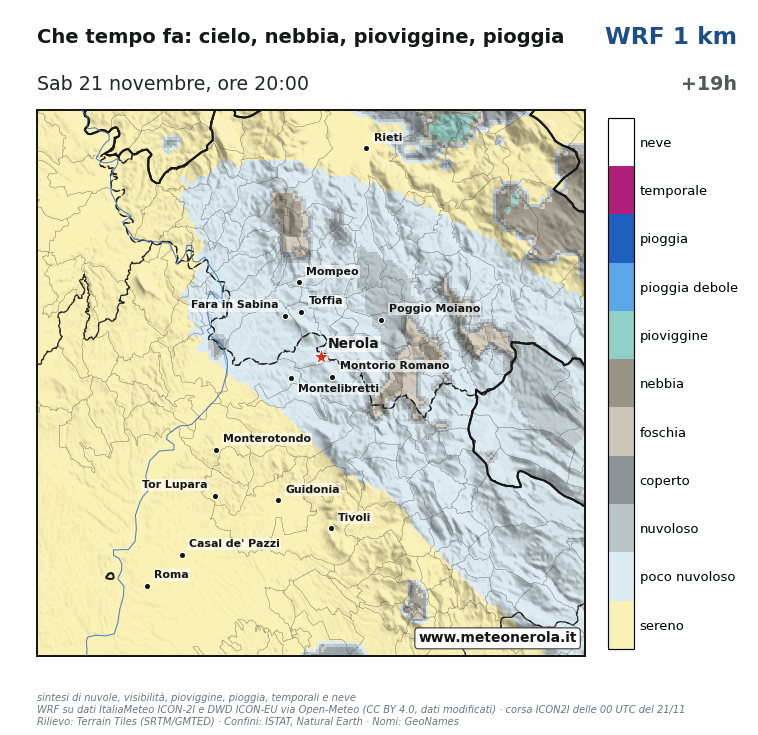 Che tempo fa: cielo, nebbia, pioviggine, pioggia
WRF 1 km
Sab 21 novembre, ore 20:00
+19h
Rieti
Mompeo
Fara in Sabina
Toffia
Poggio Moiano
Nerola
Montorio Romano
Montelibretti
Monterotondo
Tor Lupara
Guidonia
Tivoli
Casal de' Pazzi
Roma
www.meteonerola.it
neve
temporale
pioggia
pioggia debole
pioviggine
nebbia
foschia
coperto
nuvoloso
poco nuvoloso
sereno
sintesi di nuvole, visibilità, pioviggine, pioggia, temporali e neve
WRF su dati ItaliaMeteo ICON-2I e DWD ICON-EU via Open-Meteo (CC BY 4.0, dati modificati) · corsa ICON2I delle 00 UTC del 21/11
Rilievo: Terrain Tiles (SRTM/GMTED) · Confini: ISTAT, Natural Earth · Nomi: GeoNames